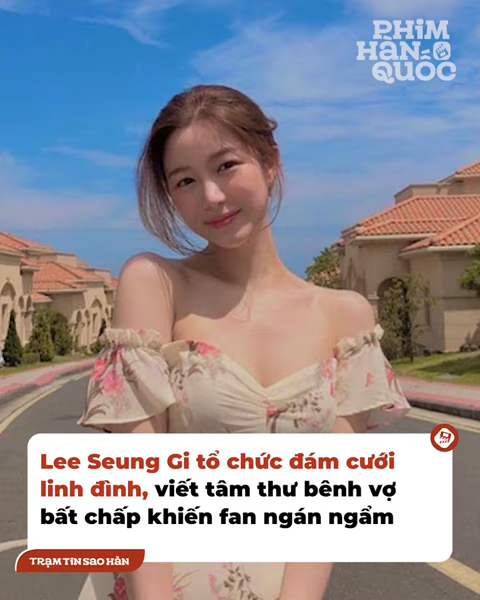 PHIM
HÀN
QUỐC
Lee Seung Gi tổ chức đám cưới
linh đình, viết tâm thư bênh vợ
bất chấp khiến fan ngán ngẩm
TRẠM TIN SAO HÀN